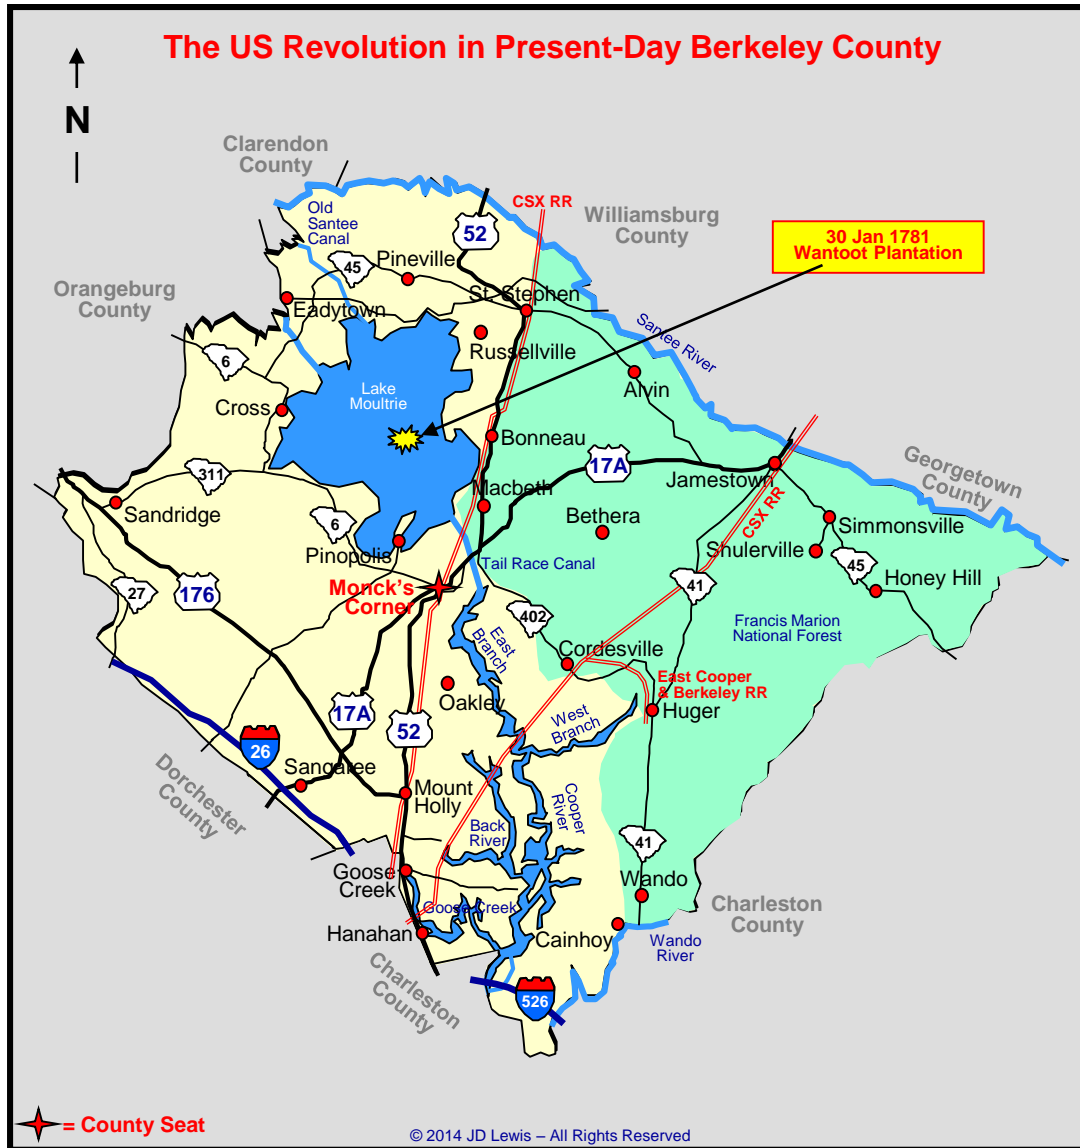 The US Revolution in Present-Day Berkeley County
N
Clarendon
County
CSX RR
Williamsburg
County
30 Jan 1781
Wantoot Plantation
Old
Santee
Canal
52
45
Pineville
Orangeburg
County
Eadytown
St. Stephen
Russellville
Santee River
6
Alvin
Lake
Moultrie
Cross
Bonneau
17A
Jamestown
Georgetown
County
311
Macbeth
CSX RR
Sandridge
Bethera
Simmonsville
6
Shulerville
Pinopolis
Tail Race Canal
45
Honey Hill
Monck's
Corner
176
27
41
402
Francis Marion
National Forest
East
Branch
Cordesville
East Cooper
& Berkeley RR
Oakley
Huger
17A
52
West
Branch
26
Sangaree
Mount
Holly
Cooper
River
Dorchester
County
Back
River
41
Goose
Creek
Wando
Goose Creek
Charleston
County
Hanahan
Cainhoy
Wando
River
Charleston
County
526
= County Seat
© 2014 JD Lewis – All Rights Reserved